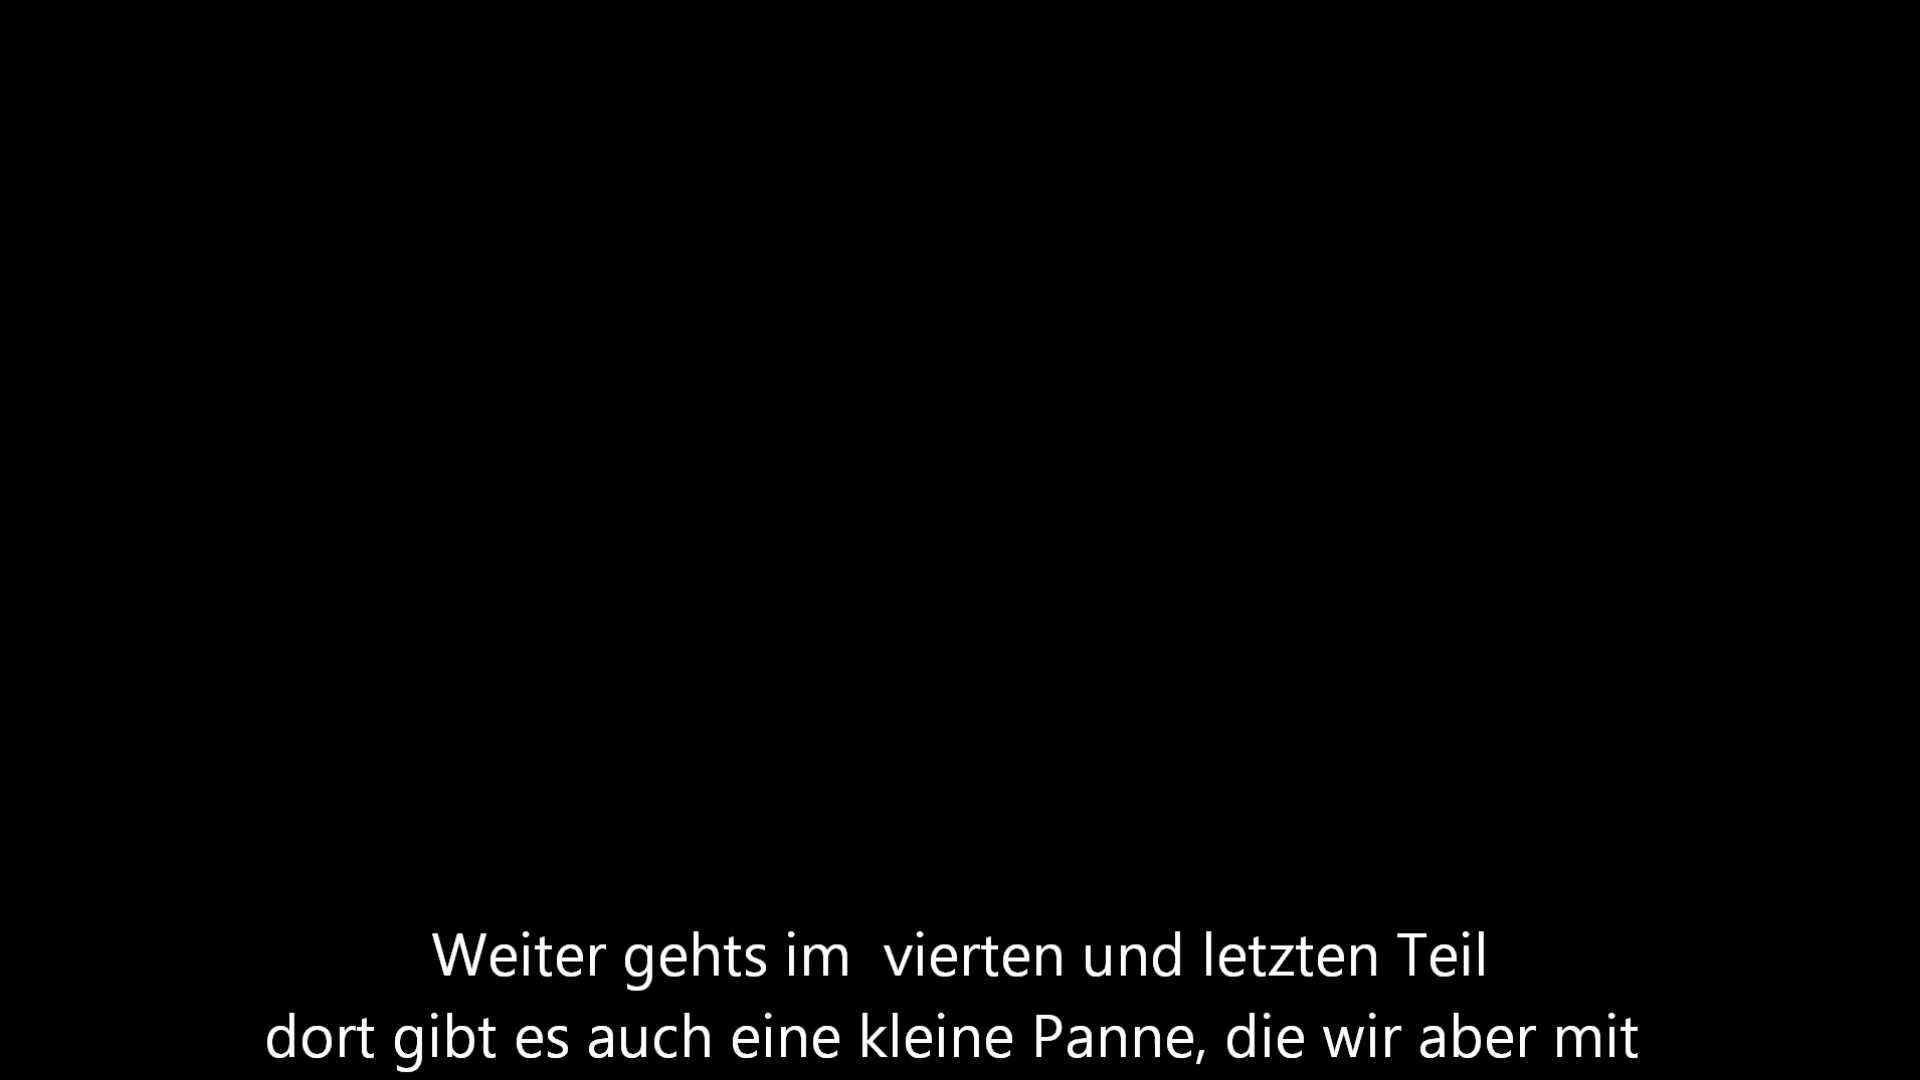 Weiter gehts im  vierten und letzten Teil
dort gibt es auch eine kleine Panne, die wir aber mit